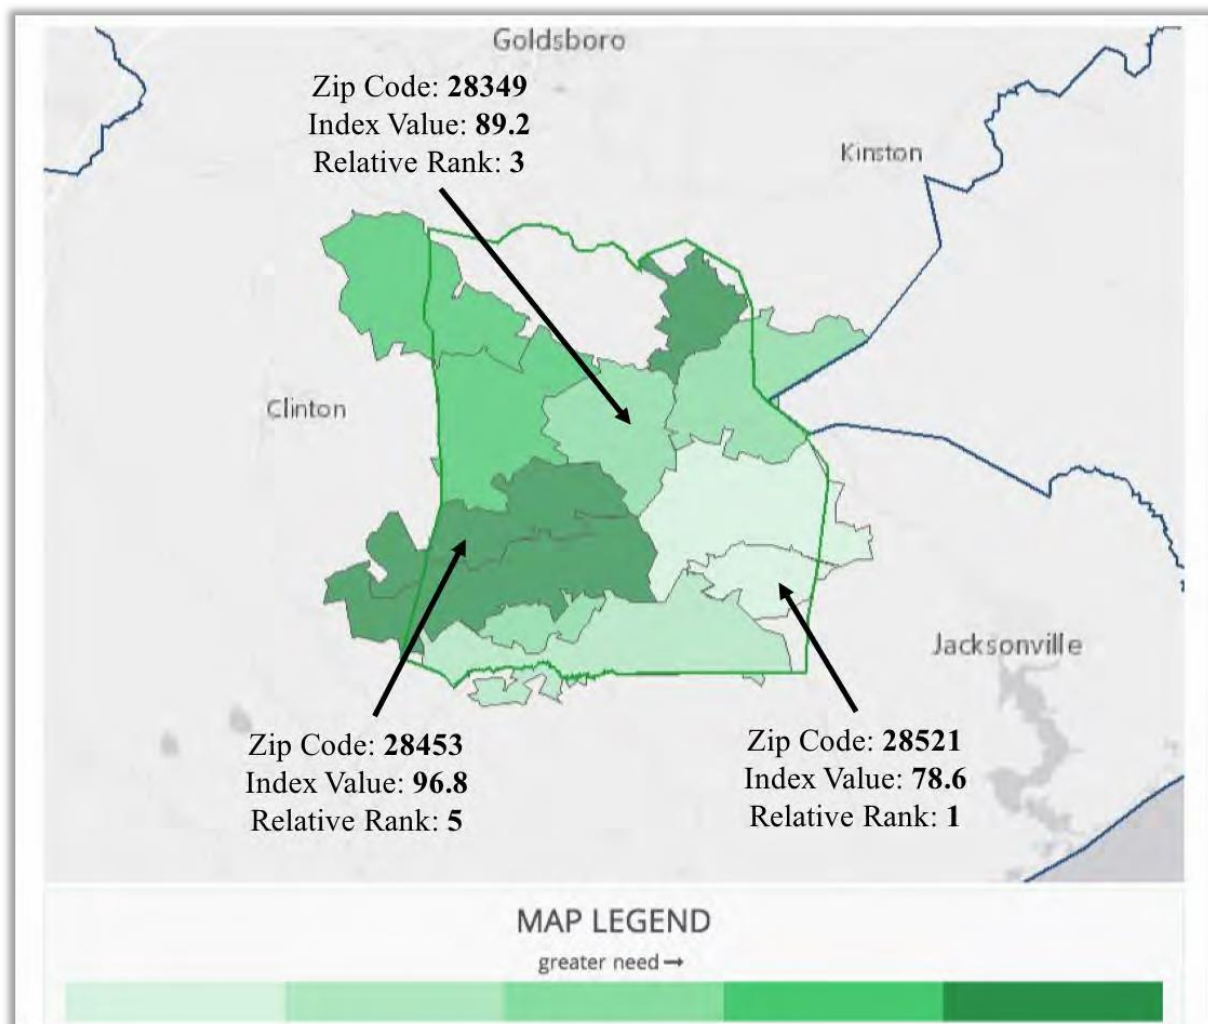 Goldsboro
Zip Code: 28349
Index Value: 89.2
Relative Rank: 3
Kinston
Clinton
Jacksonville
Zip Code: 28453
Index Value: 96.8
Relative Rank: 5
Zip Code: 28521
Index Value: 78.6
Relative Rank: 1
MAP LEGEND
greater need →